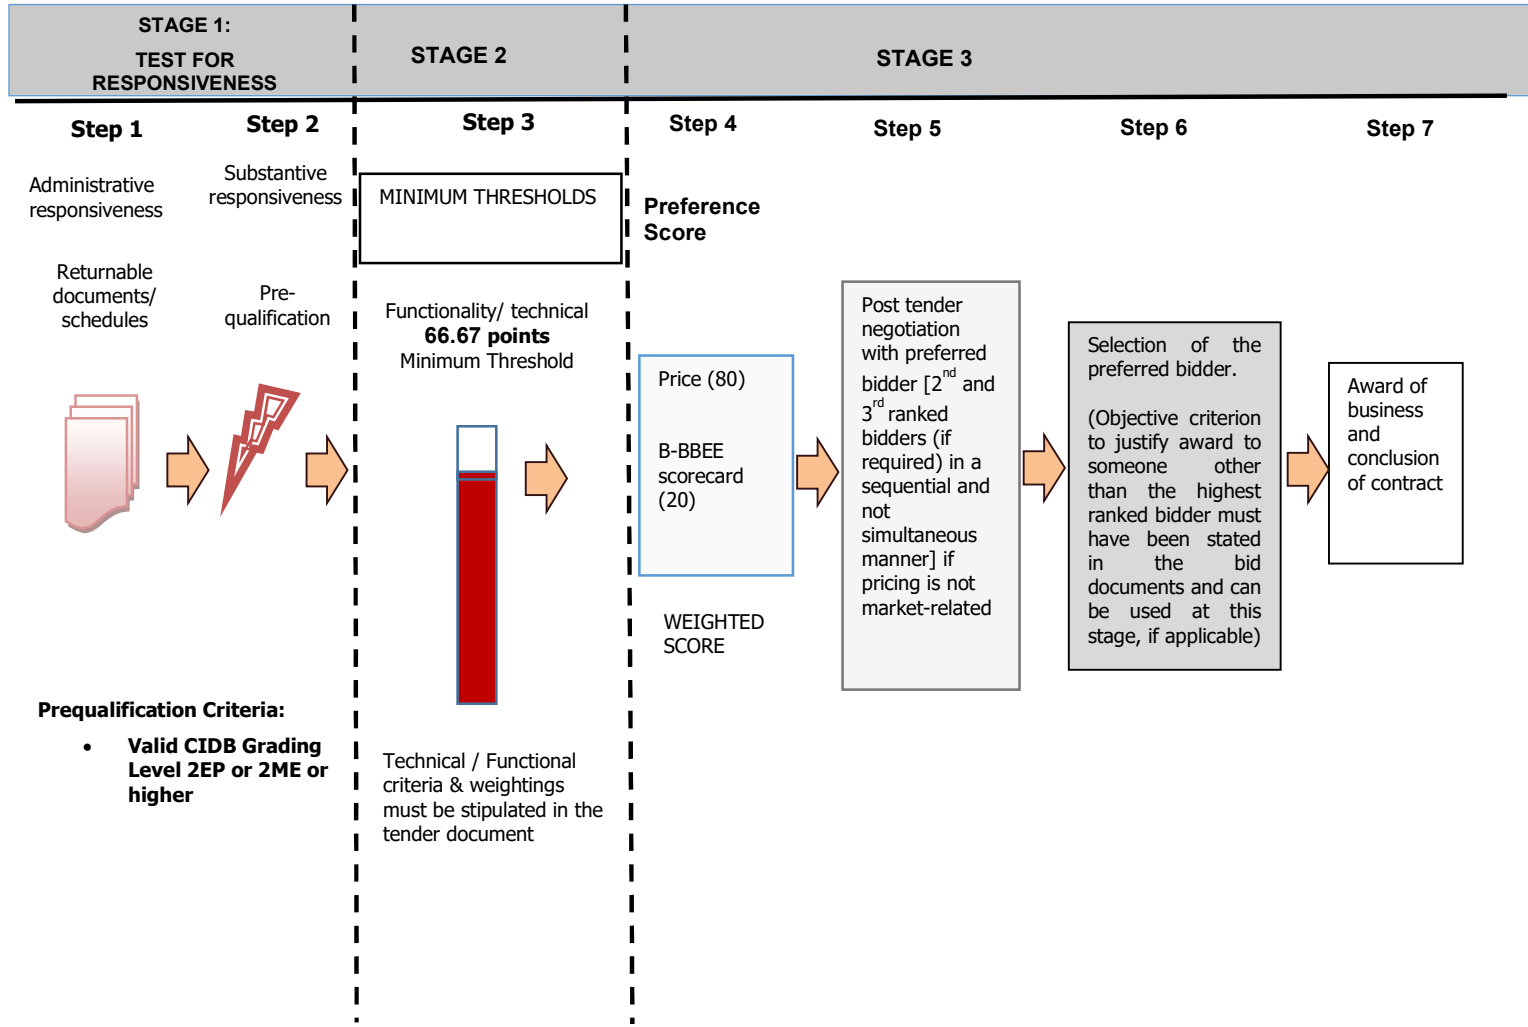 STAGE 1:
TEST FOR
RESPONSIVENESS
STAGE 2
STAGE 3
Step 1
Step 2
Step 3
Step 4
Step 5
Step 6
Step 7
Administrative
responsiveness
Returnable
documents/
schedules
Substantive
responsiveness
Pre-
qualification
Prequalification Criteria:
• Valid CIDB Grading
Level 2EP or 2ME or
higher
MINIMUM THRESHOLDS
Functionality/ technical
66.67 points
Minimum Threshold
Technical / Functional
criteria & weightings
must be stipulated in the
tender document
Preference
Score
Price (80)
B-BBEE
scorecard
(20)
WEIGHTED
SCORE
Post tender
negotiation
with preferred
bidder [2nd and
3rd ranked
bidders (if
required) in a
sequential and
not
simultaneous
manner] if
pricing is not
market-related
Selection of the
preferred bidder.
(Objective criterion
to justify award to
someone other
than the highest
ranked bidder must
have been stated
in the bid
documents and can
be used at this
stage, if applicable)
Award of
business
and
conclusion
of contract